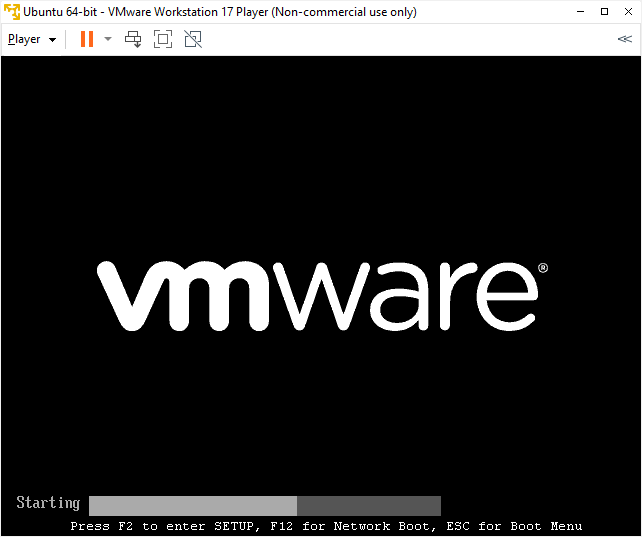 Ubuntu 64-bit - VMware Workstation 17 Player (Non-commercial use only)
Player
vmware®
Starting
Press F2 to enter SETUP, F12 for Network Boot, ESC for Boot Menu